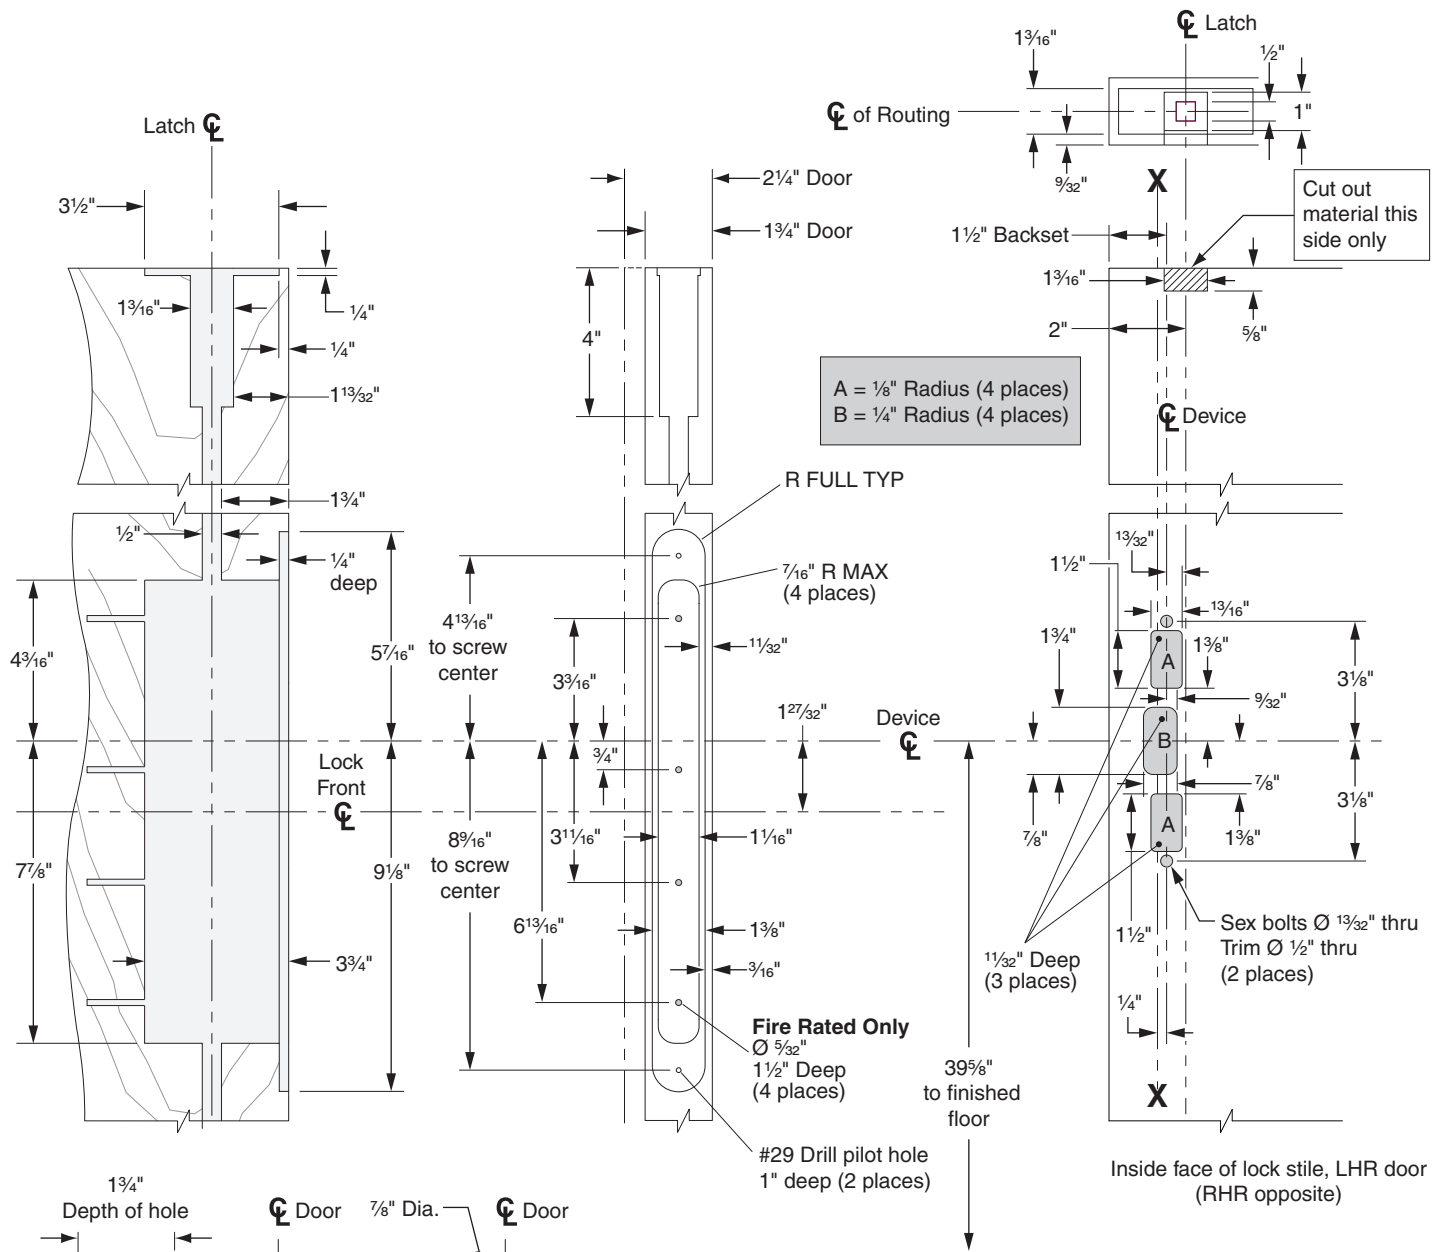 ℄ Latch
1³⁄₁₆"
½"
℄ of Routing
1"
Latch ℄
⁹⁄₃₂"
X
2¼" Door
Cut out
material this
side only
3½"
1¾" Door
1½" Backset
1³⁄₁₆"
1³⁄₁₆"
¼"
4"
2"
⅝"
¼"
A = ⅛" Radius (4 places)
B = ¼" Radius (4 places)
1¹³⁄₃₂"
℄ Device
R FULL TYP
1¾"
½"
¼"
deep
¹³⁄₃₂"
1½"
⁷⁄₁₆" R MAX
(4 places)
¹³⁄₁₆"
4¹³⁄₁₆"
to screw
center
1¾"
1⅜"
A
4³⁄₁₆"
5⁷⁄₁₆"
¹¹⁄₃₂"
3³⁄₁₆"
3⅛"
⁹⁄₃₂"
1²⁷⁄₃₂"
Device
℄
B
¾"
Lock
Front
℄
⅞"
3⅛"
A
⅞"
1⅜"
7⅞"
9⅛"
8⁹⁄₁₆"
to screw
center
3¹¹⁄₁₆"
1¹⁄₁₆"
6¹³⁄₁₆"
1⅜"
1½"
Sex bolts Ø ¹³⁄₃₂" thru
Trim Ø ½" thru
(2 places)
3¾"
³⁄₁₆"
¹¹⁄₃₂" Deep
(3 places)
¼"
Fire Rated Only
Ø ⁵⁄₃₂"
1½" Deep
(4 places)
39⅝"
to finished
floor
X
#29 Drill pilot hole
1" deep (2 places)
Inside face of lock stile, LHR door
(RHR opposite)
1¾"
Depth of hole
℄ Door
⅞" Dia.
℄ Door